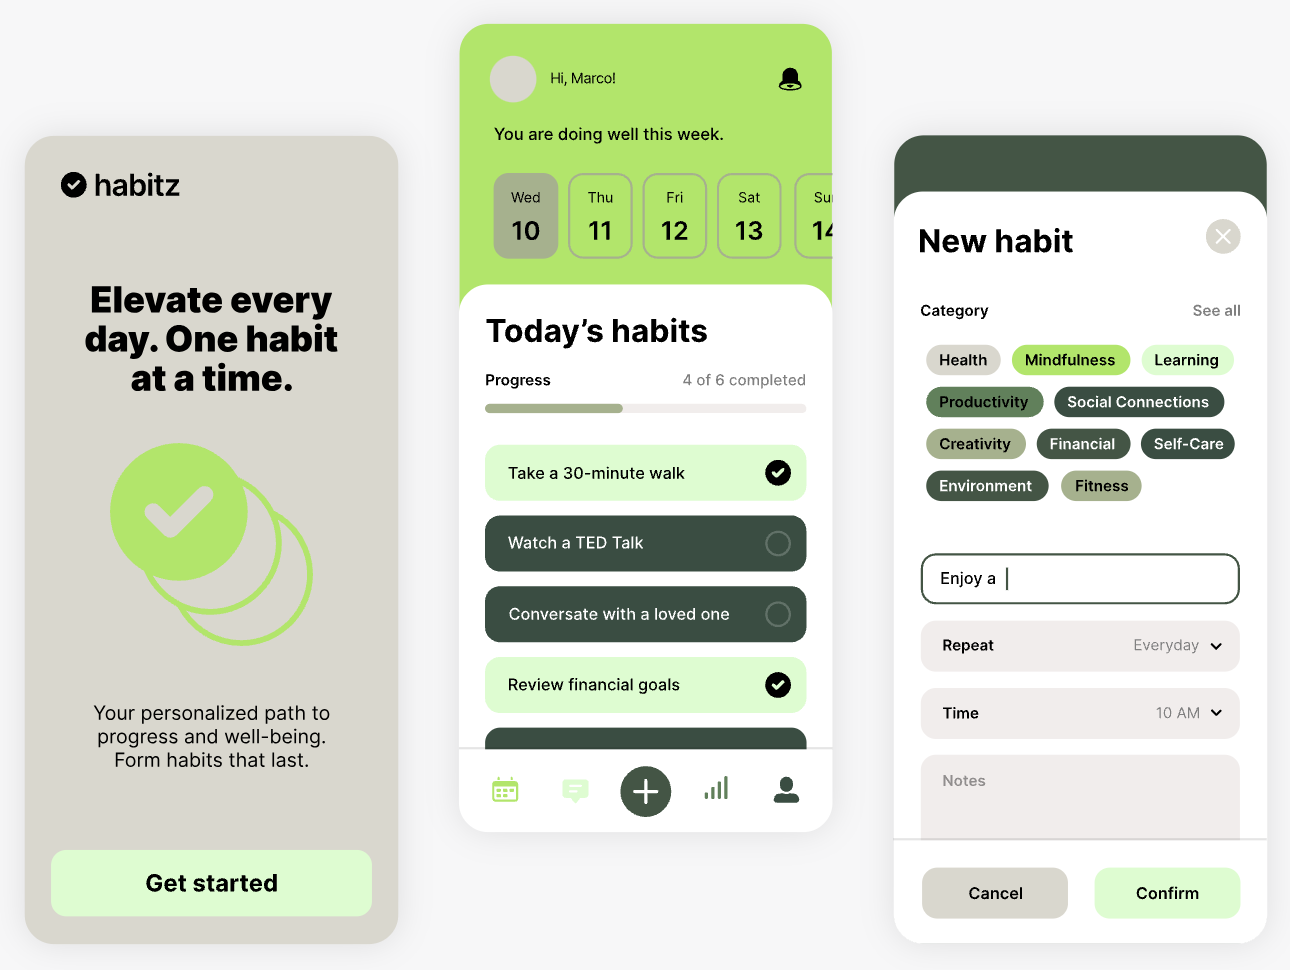 habitz
Elevate every
day. One habit
at a time.
Your personalized path to
progress and well-being.
Form habits that last.
Get started
Hi, Marco!
You are doing well this week.
Wed Thu Fri Sat Sun
10 11 12 13 14
Today’s habits
Progress 4 of 6 completed
Take a 30-minute walk
Watch a TED Talk
Conversate with a loved one
Review financial goals
New habit
Category See all
Health Mindfulness Learning
Productivity Social Connections
Creativity Financial Self-Care
Environment Fitness
Enjoy a
Repeat Everyday
Time 10 AM
Notes
Cancel Confirm